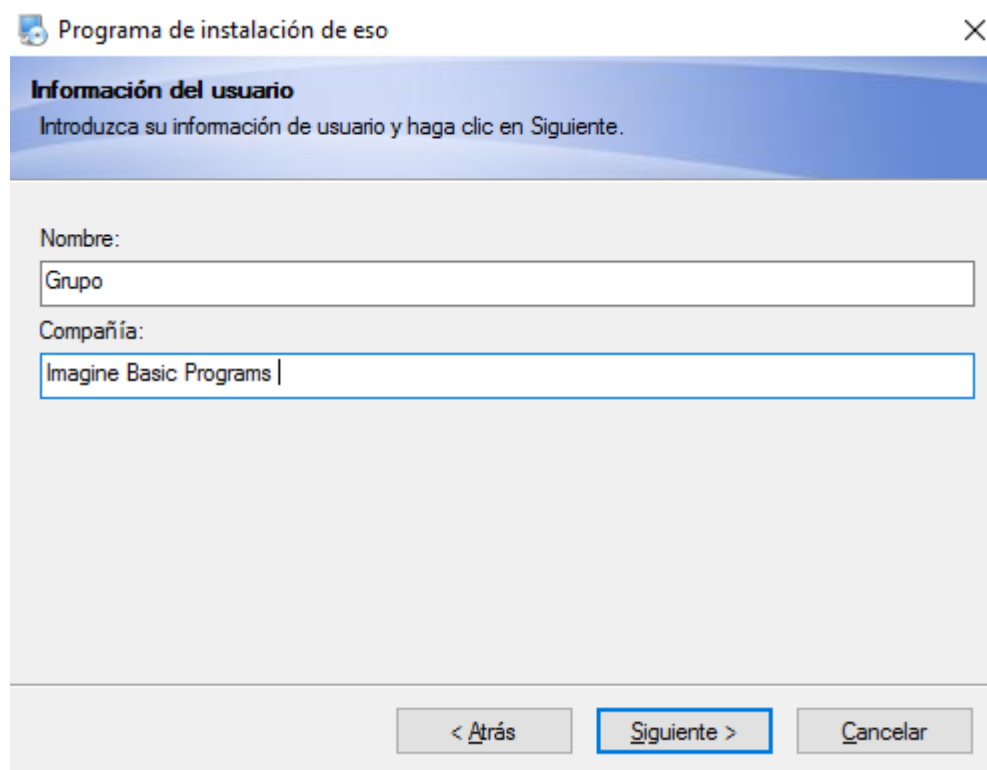 Programa de instalación de eso
Información del usuario
Introduzca su información de usuario y haga clic en Siguiente.
Nombre:
Grupo
Compañía:
Imagine Basic Programs
< Atrás
Siguiente >
Cancelar